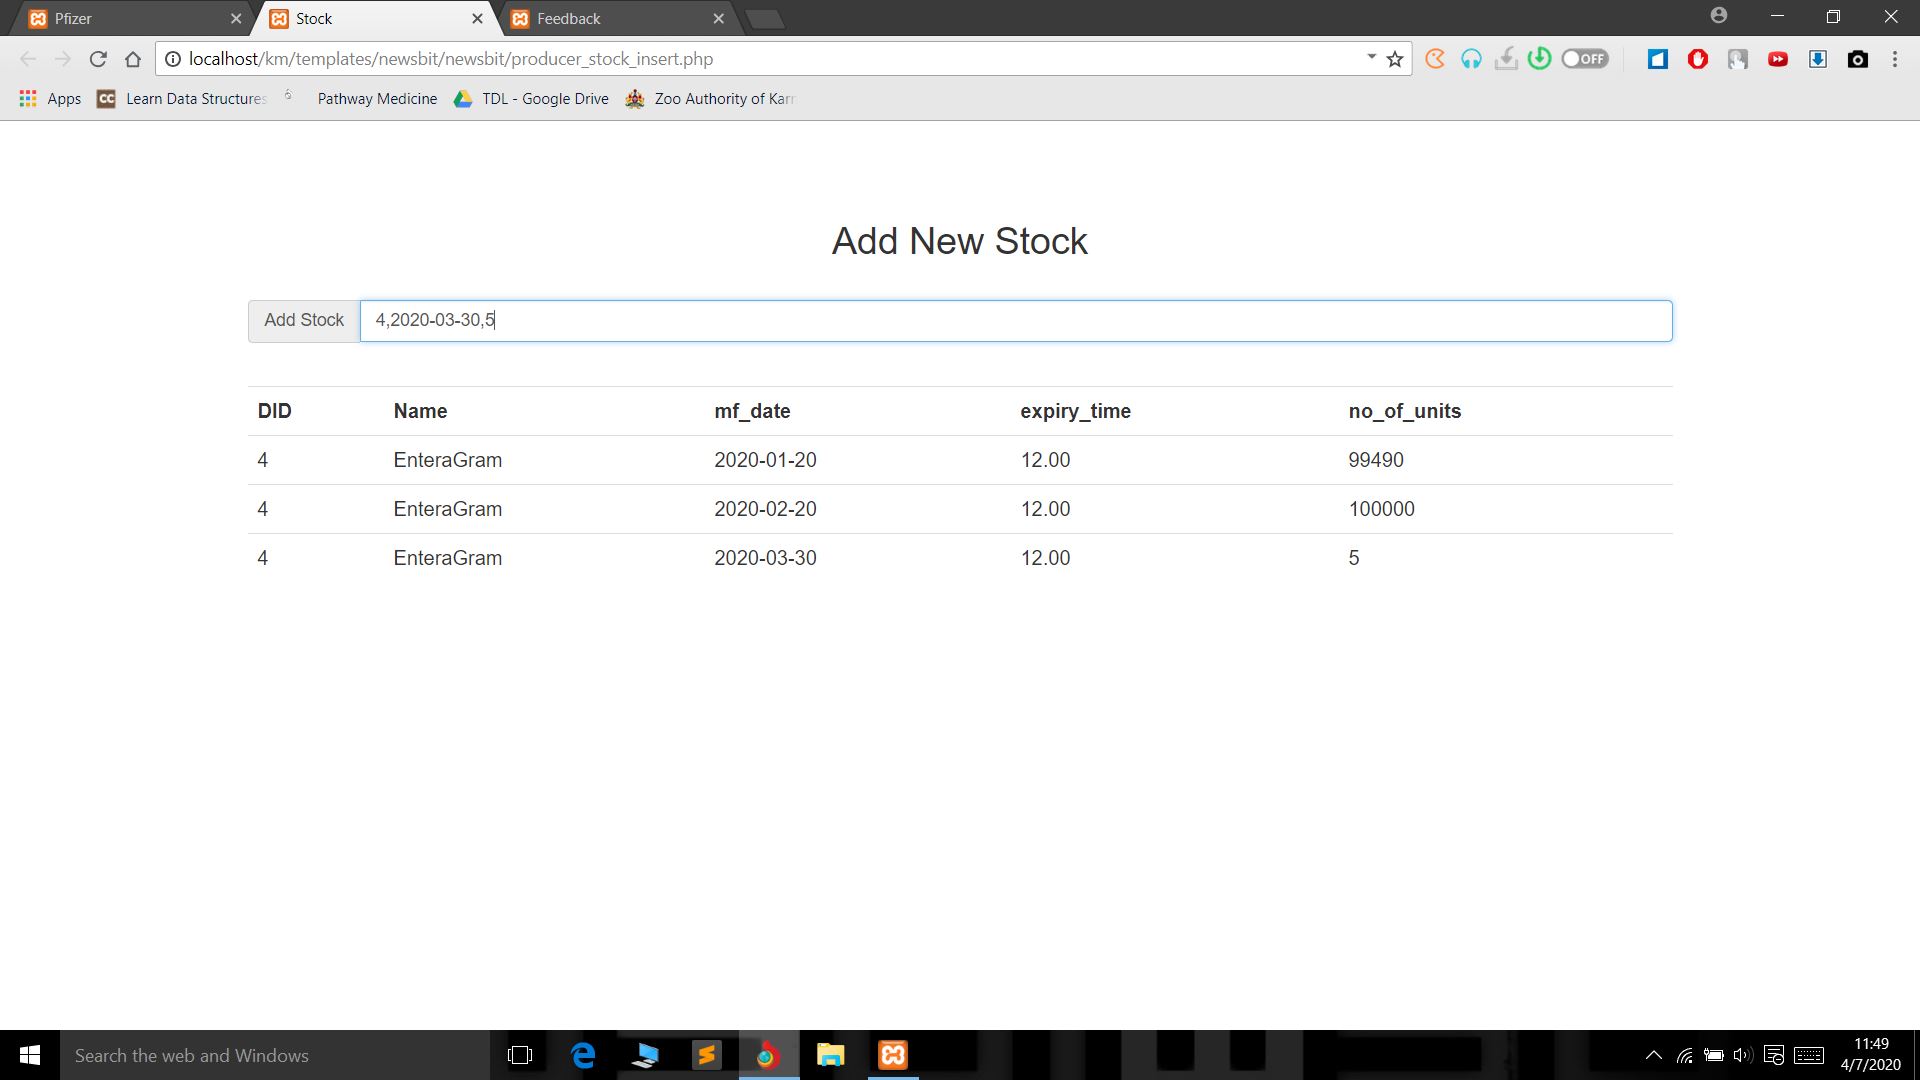 Pfizer
Stock
Feedback
localhost/km/templates/newsbit/newsbit/producer_stock_insert.php
OFF
Apps
CC
Learn Data Structures
Pathway Medicine
TDL - Google Drive
Zoo Authority of Karn
Add New Stock
Add Stock 4,2020-03-30,5
DID Name mf_date expiry_time no_of_units
4 EnteraGram 2020-01-20 12.00 99490
4 EnteraGram 2020-02-20 12.00 100000
4 EnteraGram 2020-03-30 12.00 5
Search the web and Windows
11:49
4/7/2020